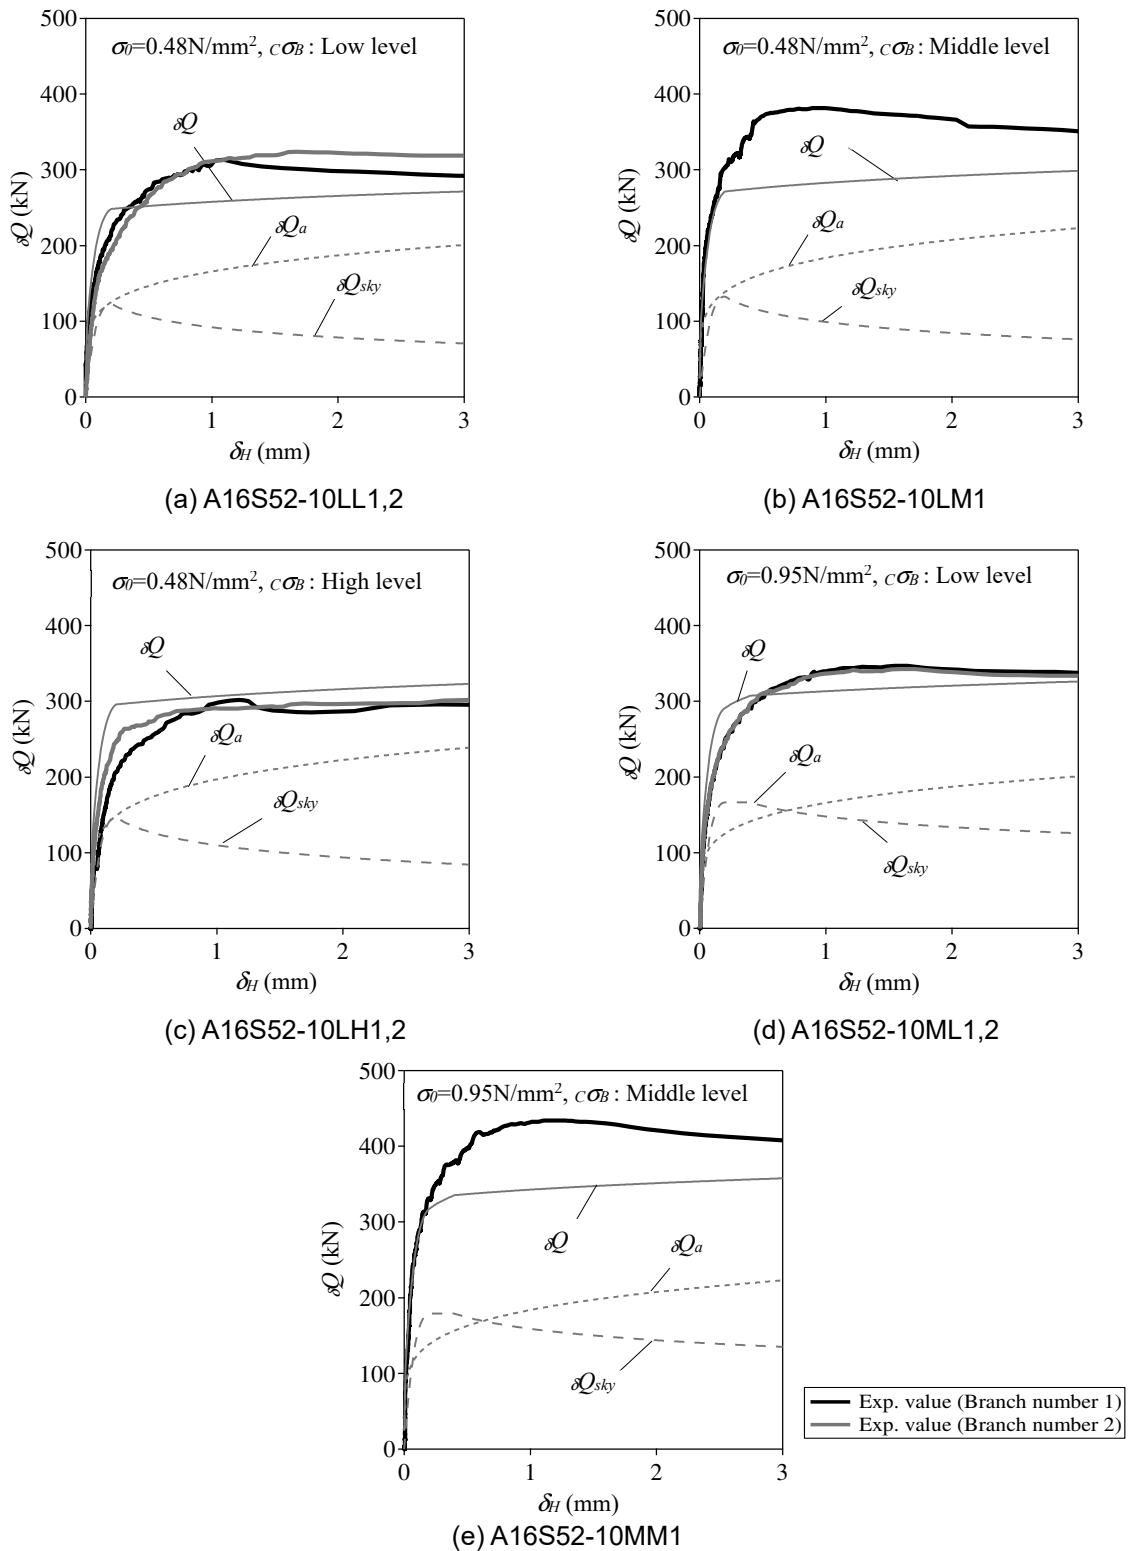 500
σ0=0.48N/mm2, CσB : Low level
400
δQ
300
δQa
200
δQsky
100
0
0 1 2 3
δQ (kN)
δH (mm)
(a) A16S52-10LL1,2
500
σ0=0.48N/mm2, CσB : Middle level
400
δQ
300
δQa
200
δQsky
100
0
0 1 2 3
δQ (kN)
δH (mm)
(b) A16S52-10LM1
500
σ0=0.48N/mm2, CσB : High level
400
δQ
300
δQa
200
δQsky
100
0
0 1 2 3
δQ (kN)
δH (mm)
(c) A16S52-10LH1,2
500
σ0=0.95N/mm2, CσB : Low level
400
δQ
300
δQa
200
δQsky
100
0
0 1 2 3
δQ (kN)
δH (mm)
(d) A16S52-10ML1,2
500
σ0=0.95N/mm2, CσB : Middle level
400
300
δQ
δQa
200
δQsky
100
0
0 1 2 3
δQ (kN)
δH (mm)
(e) A16S52-10MM1
Exp. value (Branch number 1)
Exp. value (Branch number 2)